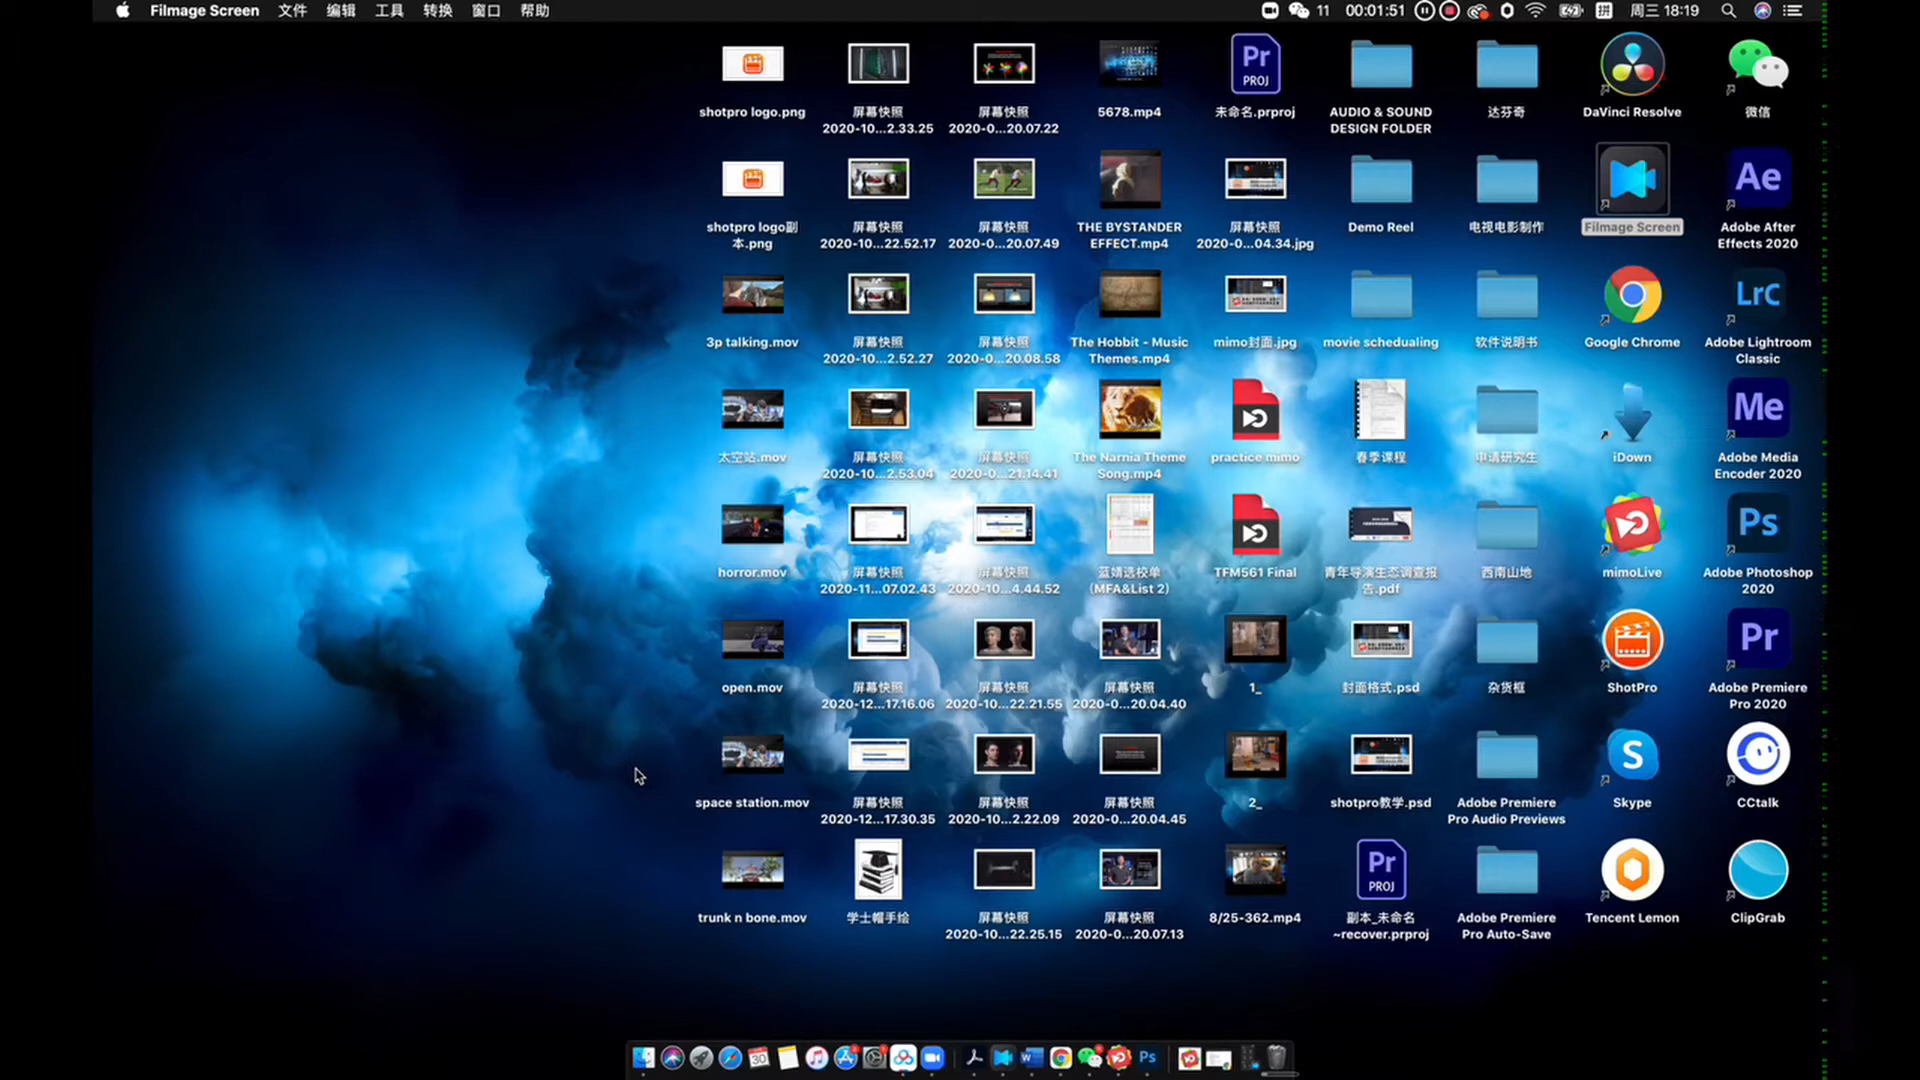 Filmage Screen 文件 编辑 工具 转换 窗口 帮助 11 00:01:51 拼 周三 18:19
shotpro logo.png
屏幕快照
2020-10...2.33.25
屏幕快照
2020-0...20.07.22
5678.mp4
Pr
PROJ
未命名.prproj
AUDIO & SOUND
DESIGN FOLDER
达芬奇
DaVinci Resolve
微信
shotpro logo副
本.png
屏幕快照
2020-10...22.52.17
屏幕快照
2020-0...20.07.49
THE BYSTANDER
EFFECT.mp4
屏幕快照
2020-0...04.34.jpg
Demo Reel
电视电影制作
Filmage Screen
Ae
Adobe After
Effects 2020
3p talking.mov
屏幕快照
2020-10...2.52.27
屏幕快照
2020-0...20.08.58
The Hobbit - Music
Themes.mp4
mimo封面.jpg
movie schedualing
软件说明书
Google Chrome
LrC
Adobe Lightroom
Classic
太空站.mov
屏幕快照
2020-10...2.53.04
屏幕快照
2020-0...21.14.41
The Narnia Theme
Song.mp4
practice mimo
春季课程
申请研究生
iDown
Me
Adobe Media
Encoder 2020
horror.mov
屏幕快照
2020-11...07.02.43
屏幕快照
2020-10...4.44.52
蓝婧选校单
（MFA&List 2）
TFM561 Final
青年导演生态调查报
告.pdf
西南山地
mimoLive
Ps
Adobe Photoshop
2020
open.mov
屏幕快照
2020-12...17.16.06
屏幕快照
2020-10...22.21.55
屏幕快照
2020-0...20.04.40
1_
封面格式.psd
杂货框
ShotPro
Pr
Adobe Premiere
Pro 2020
space station.mov
屏幕快照
2020-12...17.30.35
屏幕快照
2020-10...2.22.09
屏幕快照
2020-0...20.04.45
2_
shotpro教学.psd
Adobe Premiere
Pro Audio Previews
S
Skype
CCtalk
trunk n bone.mov
学士帽手绘
屏幕快照
2020-10...22.25.15
屏幕快照
2020-0...20.07.13
8/25-362.mp4
Pr
PROJ
副本_未命名
~recover.prproj
Adobe Premiere
Pro Auto-Save
Tencent Lemon
ClipGrab
30
W
Ps